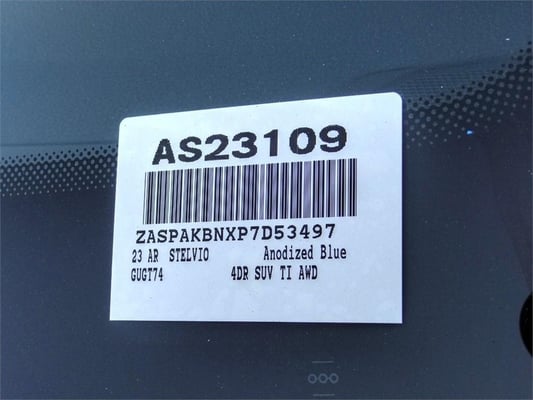 AS23109
ZASPAKBNXP7D53497
23 AR STELVIO Anodized Blue
GUGT74 4DR SUV TI AWD